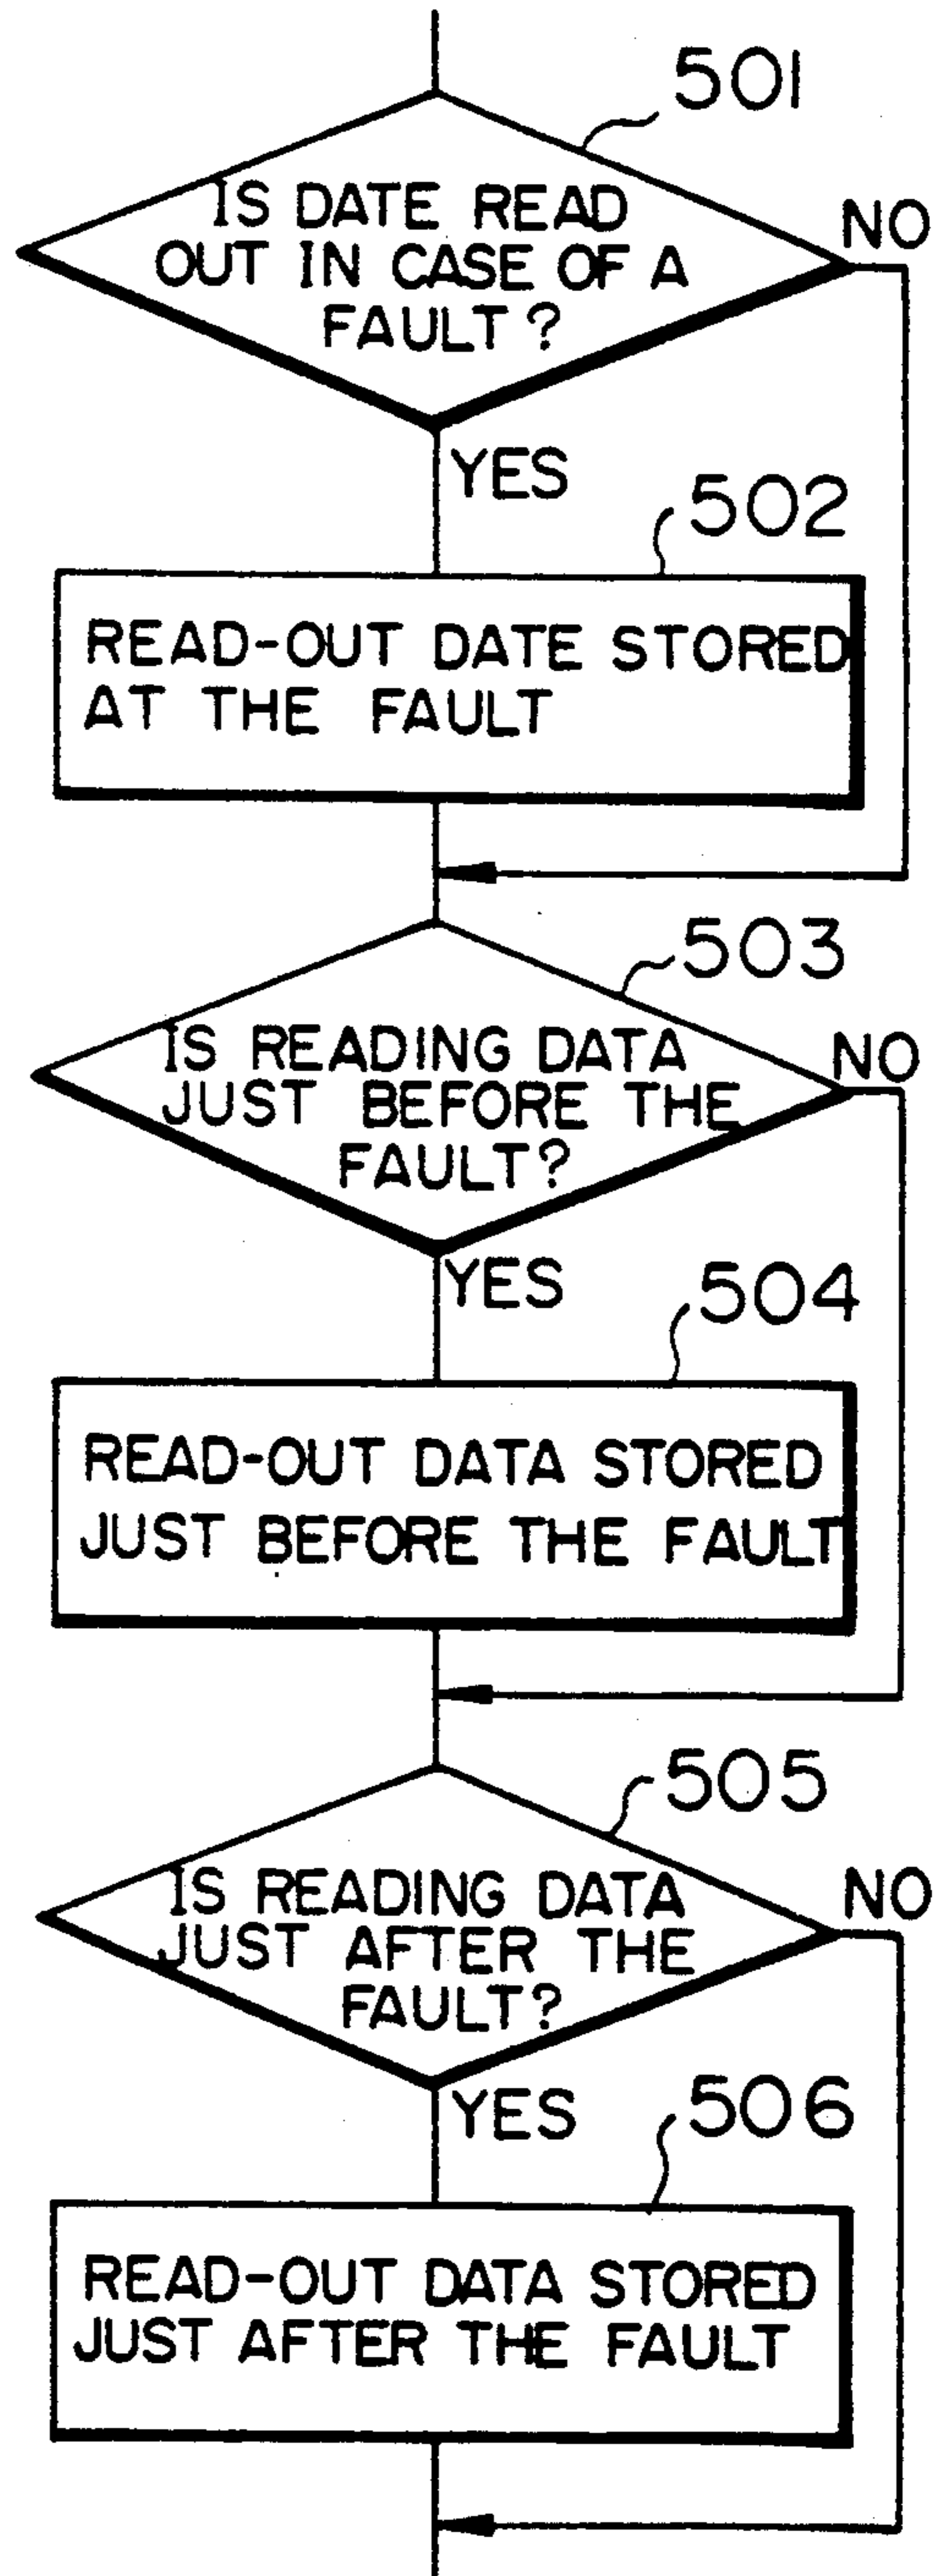 501
IS DATE READ
OUT IN CASE OF A
FAULT?
NO
YES
502
READ-OUT DATE STORED
AT THE FAULT
503
IS READING DATA
JUST BEFORE THE
FAULT?
NO
YES
504
READ-OUT DATA STORED
JUST BEFORE THE FAULT
505
IS READING DATA
JUST AFTER THE
FAULT?
NO
YES
506
READ-OUT DATA STORED
JUST AFTER THE FAULT